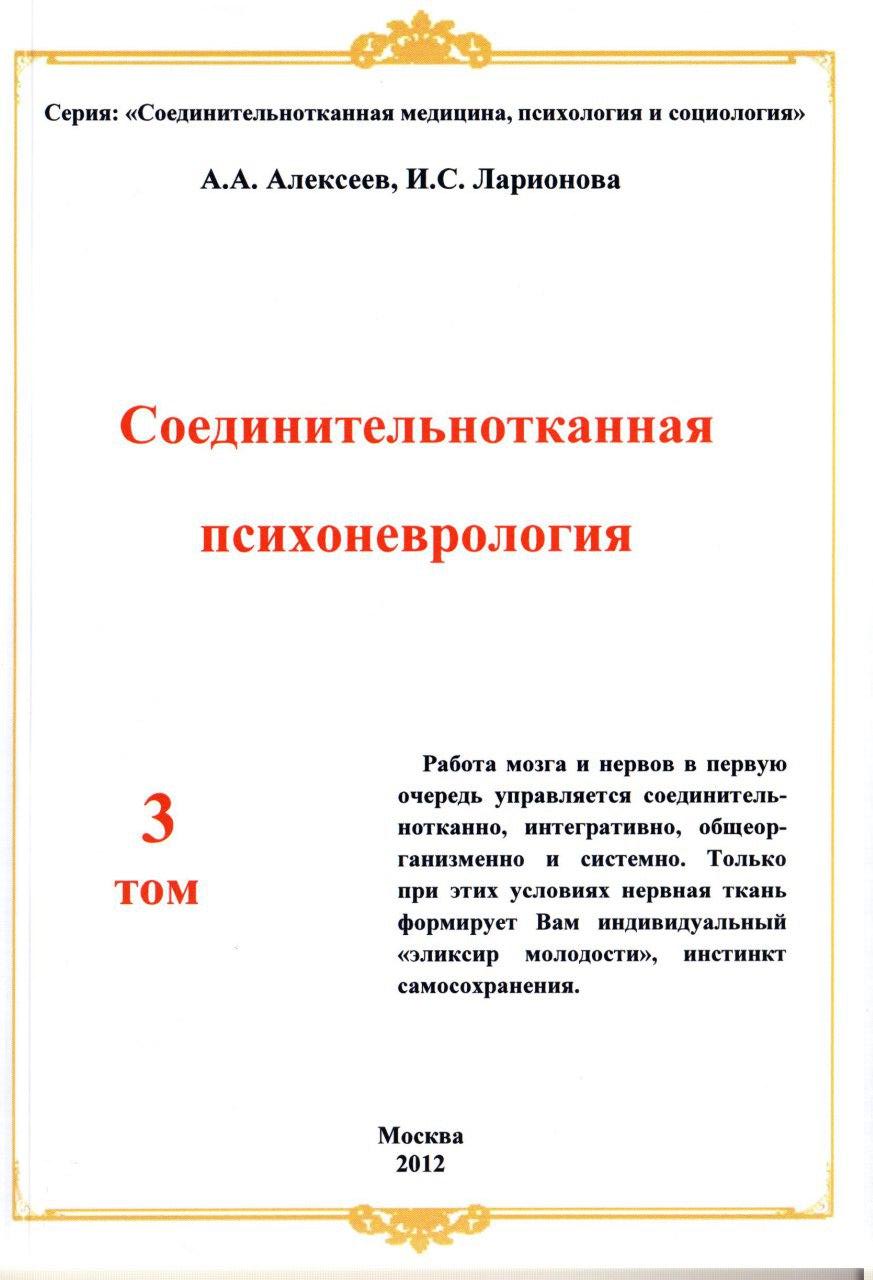 Серия: «Соединительнотканная медицина, психология и социология»
А.А. Алексеев, И.С. Ларионова
Соединительнотканная
психоневрология
3
том
Работа мозга и нервов в первую
очередь управляется соединитель-
нотканно, интегративно, общеор-
ганизменно и системно. Только
при этих условиях нервная ткань
формирует Вам индивидуальный
«эликсир молодости», инстинкт
самосохранения.
Москва
2012